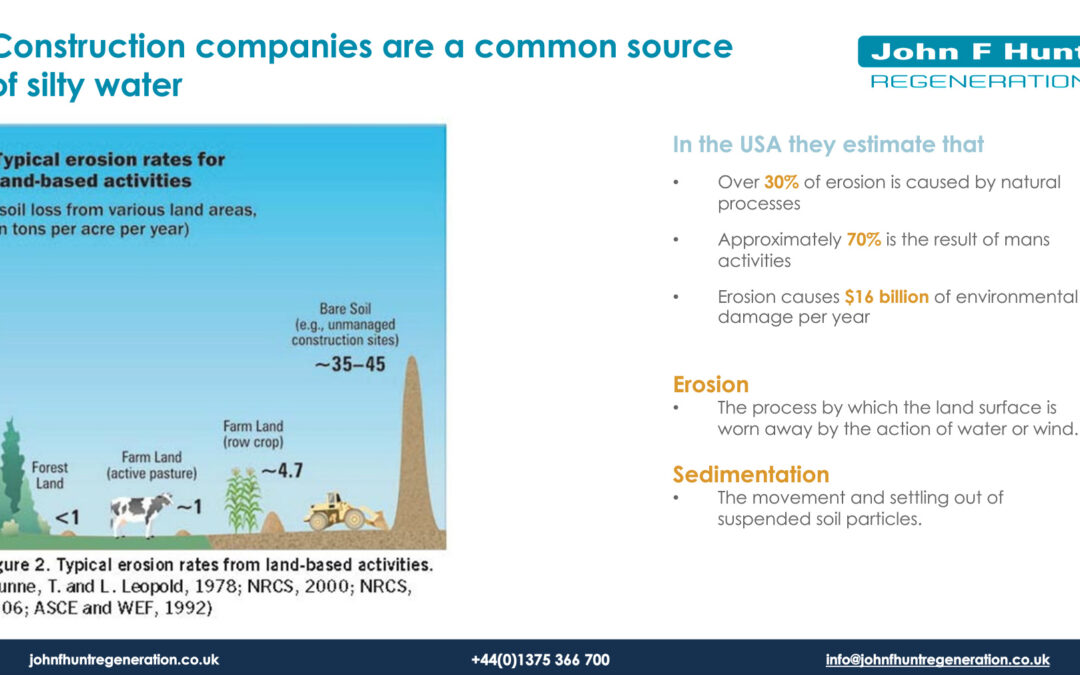 Construction companies are a common source
of silty water
John F Hunt
REGENERATION
Typical erosion rates for
land-based activities
soil loss from various land areas,
in tons per acre per year)
Bare Soil
(e.g., unmanaged
construction sites)
~35–45
Farm Land
(row crop)
~4.7
Farm Land
(active pasture)
~1
Forest
Land
<1
gure 2. Typical erosion rates from land-based activities.
unne, T. and L. Leopold, 1978; NRCS, 2000; NRCS,
06; ASCE and WEF, 1992)
In the USA they estimate that
• Over 30% of erosion is caused by natural
processes
• Approximately 70% is the result of mans
activities
• Erosion causes $16 billion of environmental
damage per year
Erosion
• The process by which the land surface is
worn away by the action of water or wind.
Sedimentation
• The movement and settling out of
suspended soil particles.
johnfhuntregeneration.co.uk
+44(0)1375 366 700
info@johnfhuntregeneration.co.uk